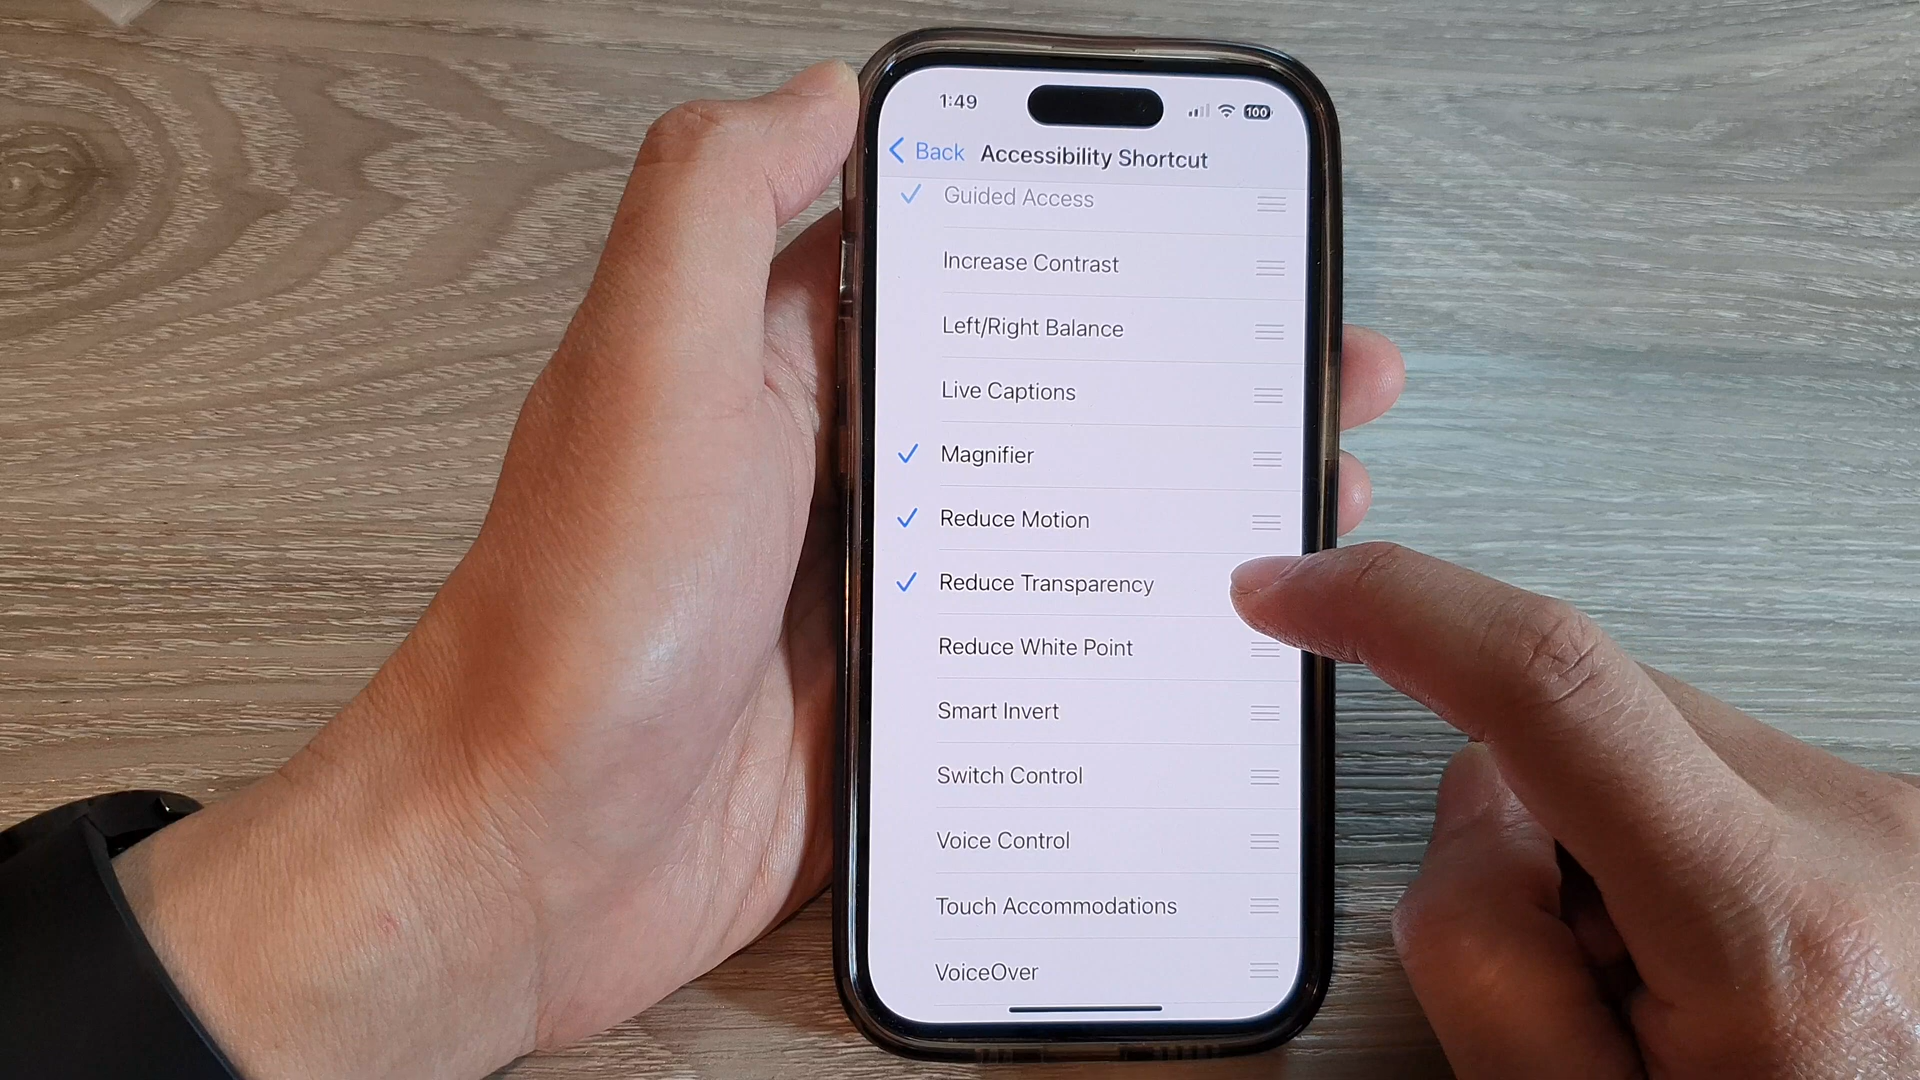 1:49
100
Back Accessibility Shortcut
Guided Access
Increase Contrast
Left/Right Balance
Live Captions
Magnifier
Reduce Motion
Reduce Transparency
Reduce White Point
Smart Invert
Switch Control
Voice Control
Touch Accommodations
VoiceOver